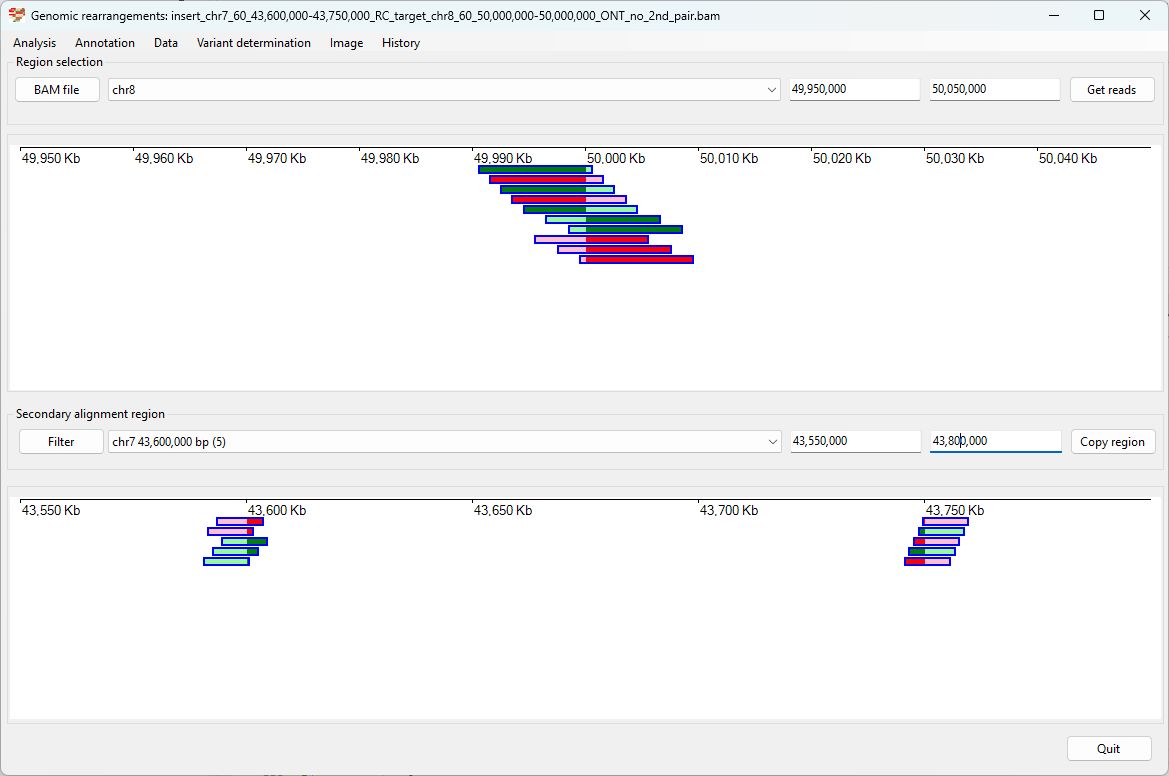 Genomic rearrangements: insert_chr7_60_43,600,000-43,750,000_RC_target_chr8_60_50,000,000-50,000,000_ONT_no_2nd_pair.bam
Analysis Annotation Data Variant determination Image History
Region selection
BAM file chr8 49,950,000 50,050,000 Get reads
49,950 Kb 49,960 Kb 49,970 Kb 49,980 Kb 49,990 Kb 50,000 Kb 50,010 Kb 50,020 Kb 50,030 Kb 50,040 Kb
Secondary alignment region
Filter chr7 43,600,000 bp (5) 43,550,000 43,800,000 Copy region
43,550 Kb 43,600 Kb 43,650 Kb 43,700 Kb 43,750 Kb
Quit